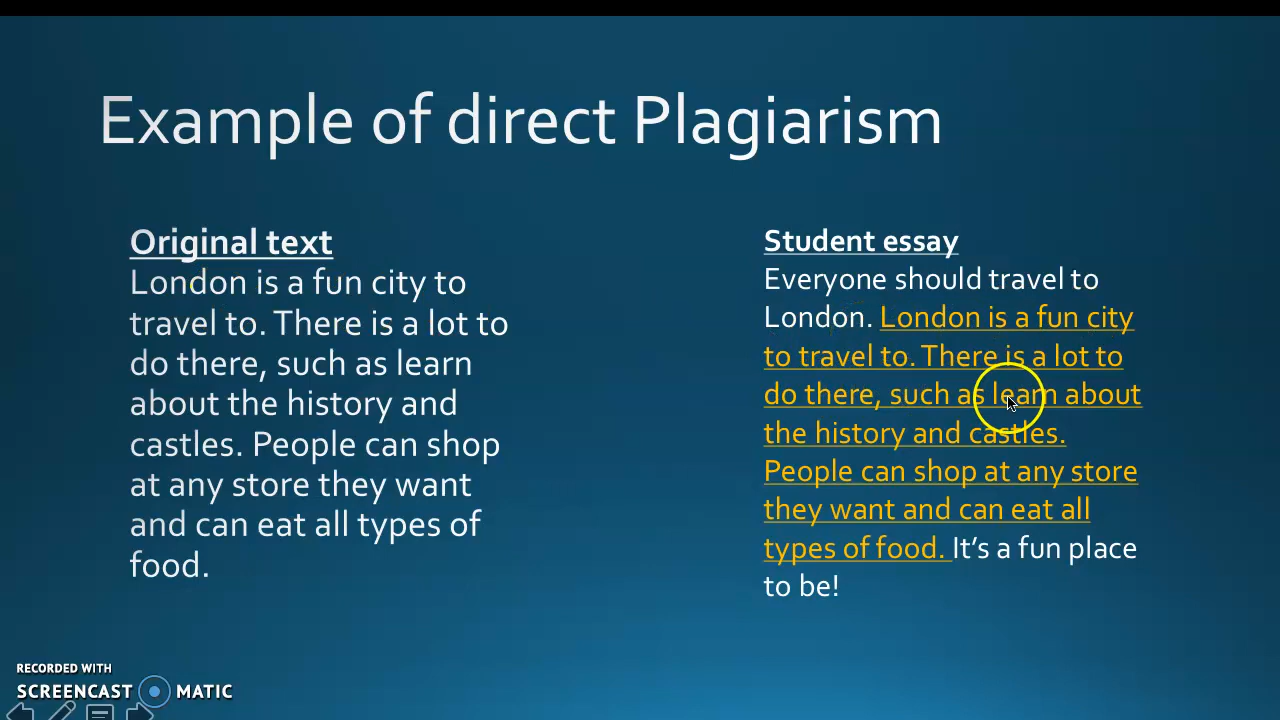 Example of direct Plagiarism
Original text
London is a fun city to
travel to. There is a lot to
do there, such as learn
about the history and
castles. People can shop
at any store they want
and can eat all types of
food.
Student essay
Everyone should travel to
London. London is a fun city
to travel to. There is a lot to
do there, such as learn about
the history and castles.
People can shop at any store
they want and can eat all
types of food. It’s a fun place
to be!
RECORDED WITH
SCREENCAST MATIC